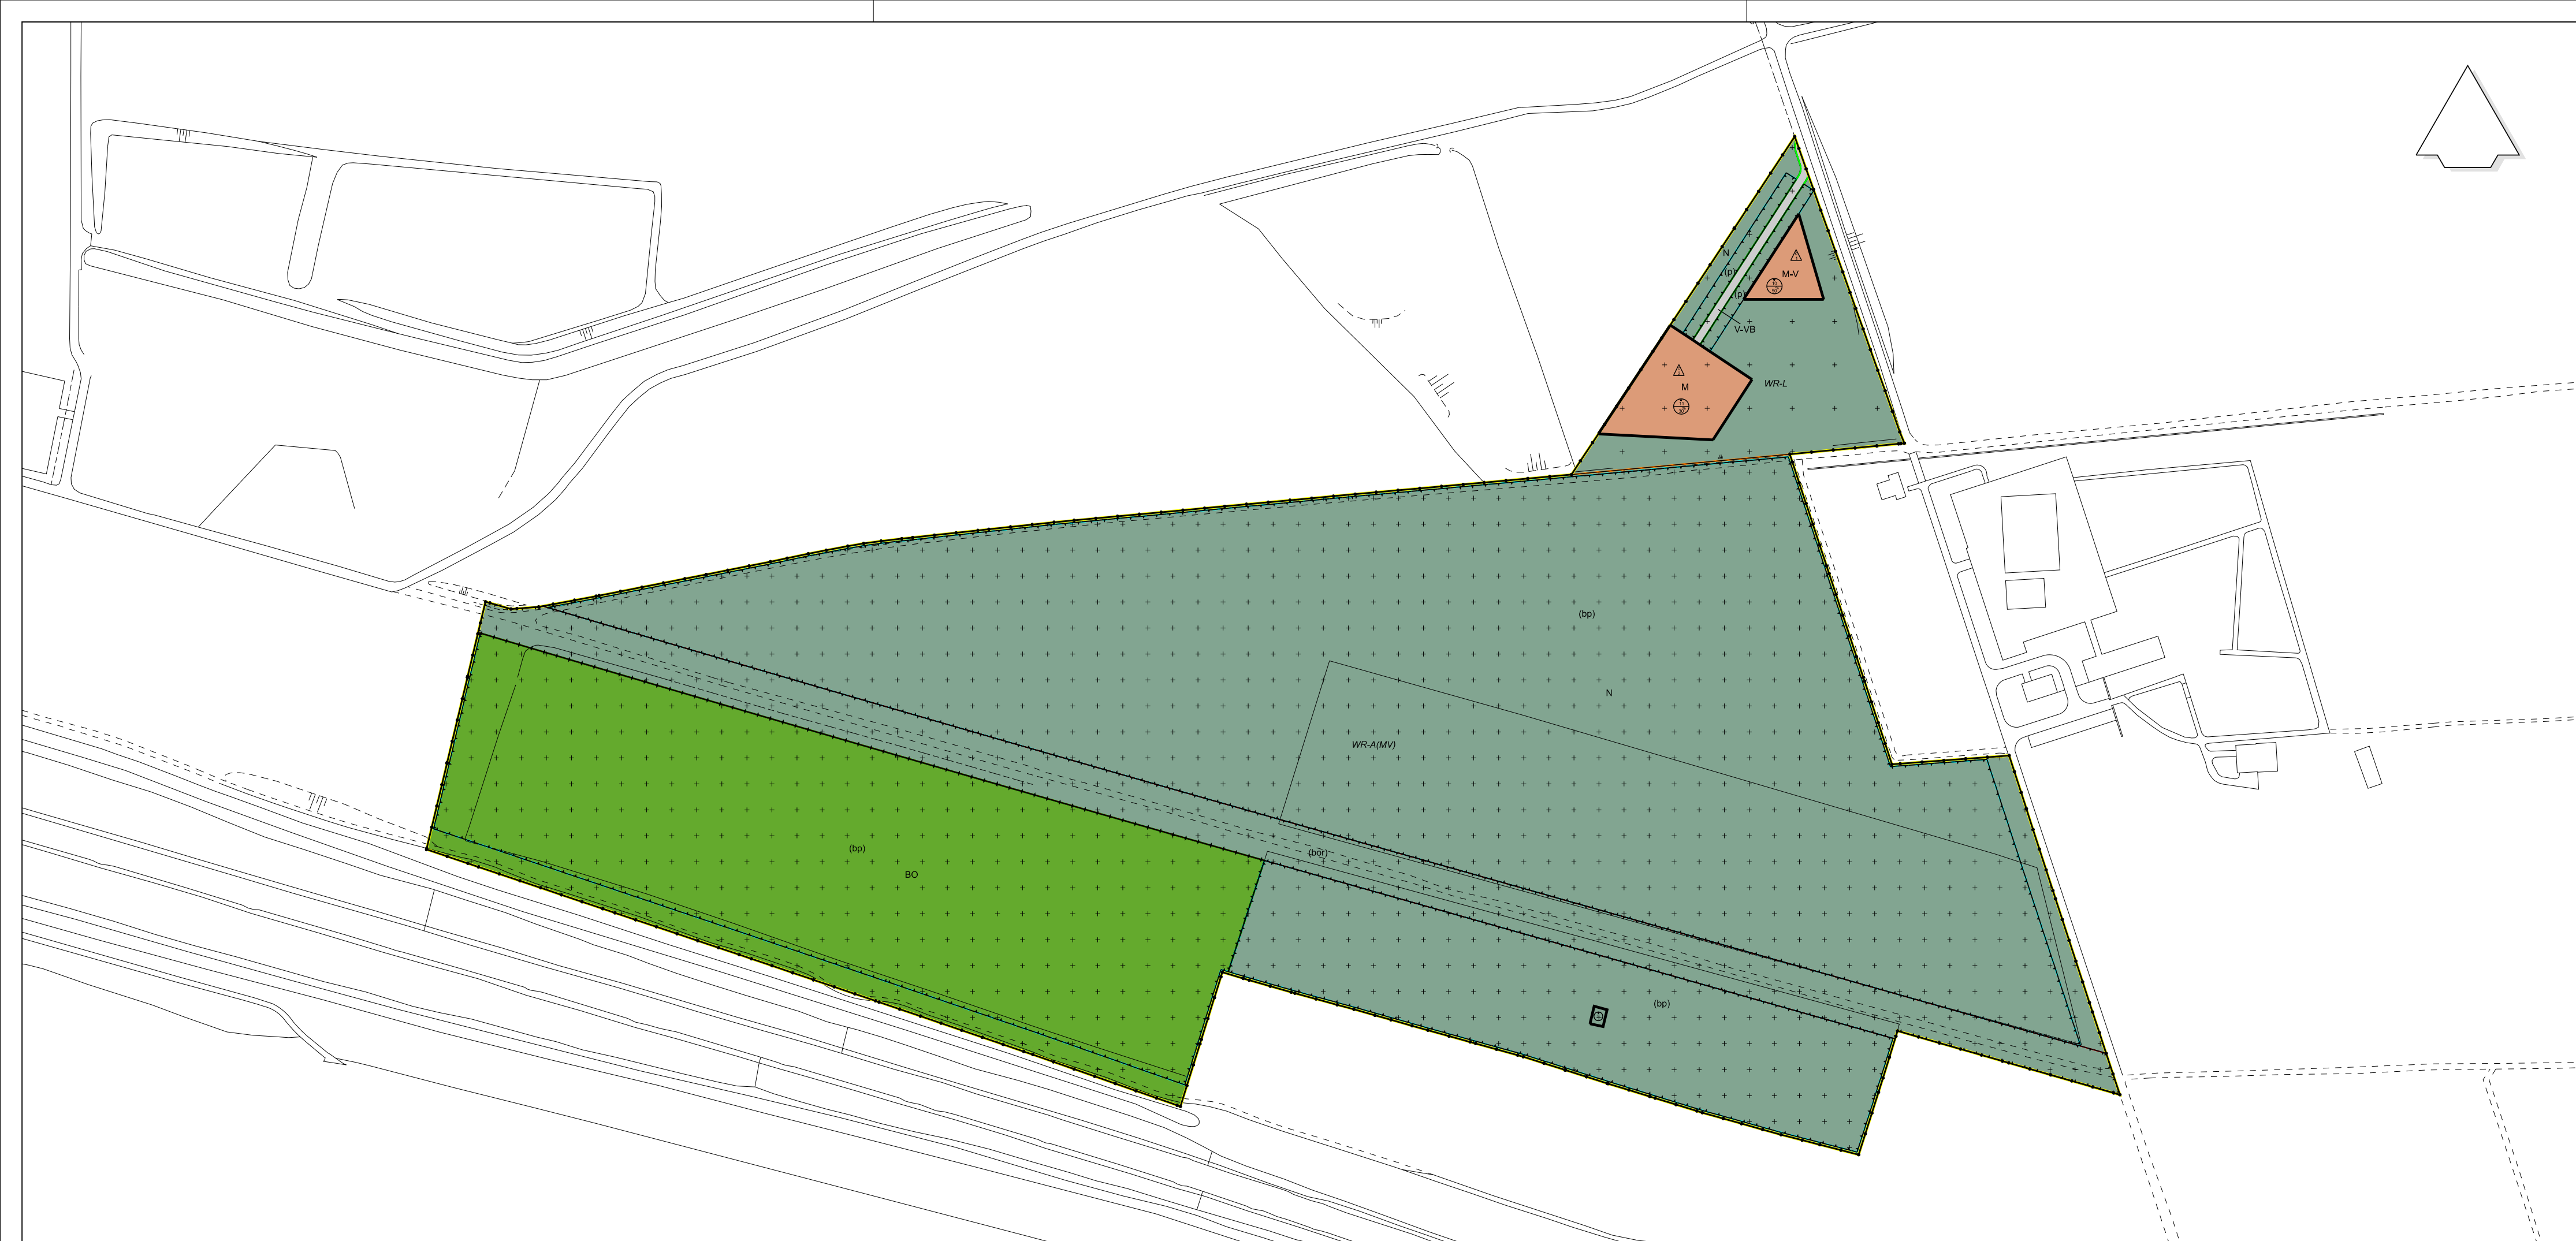 N
(p)
M-V
(p)
V-VB
M
WR-L
(bp)
N
WR-A(MV)
(bp)
(bor)
BO
(bp)